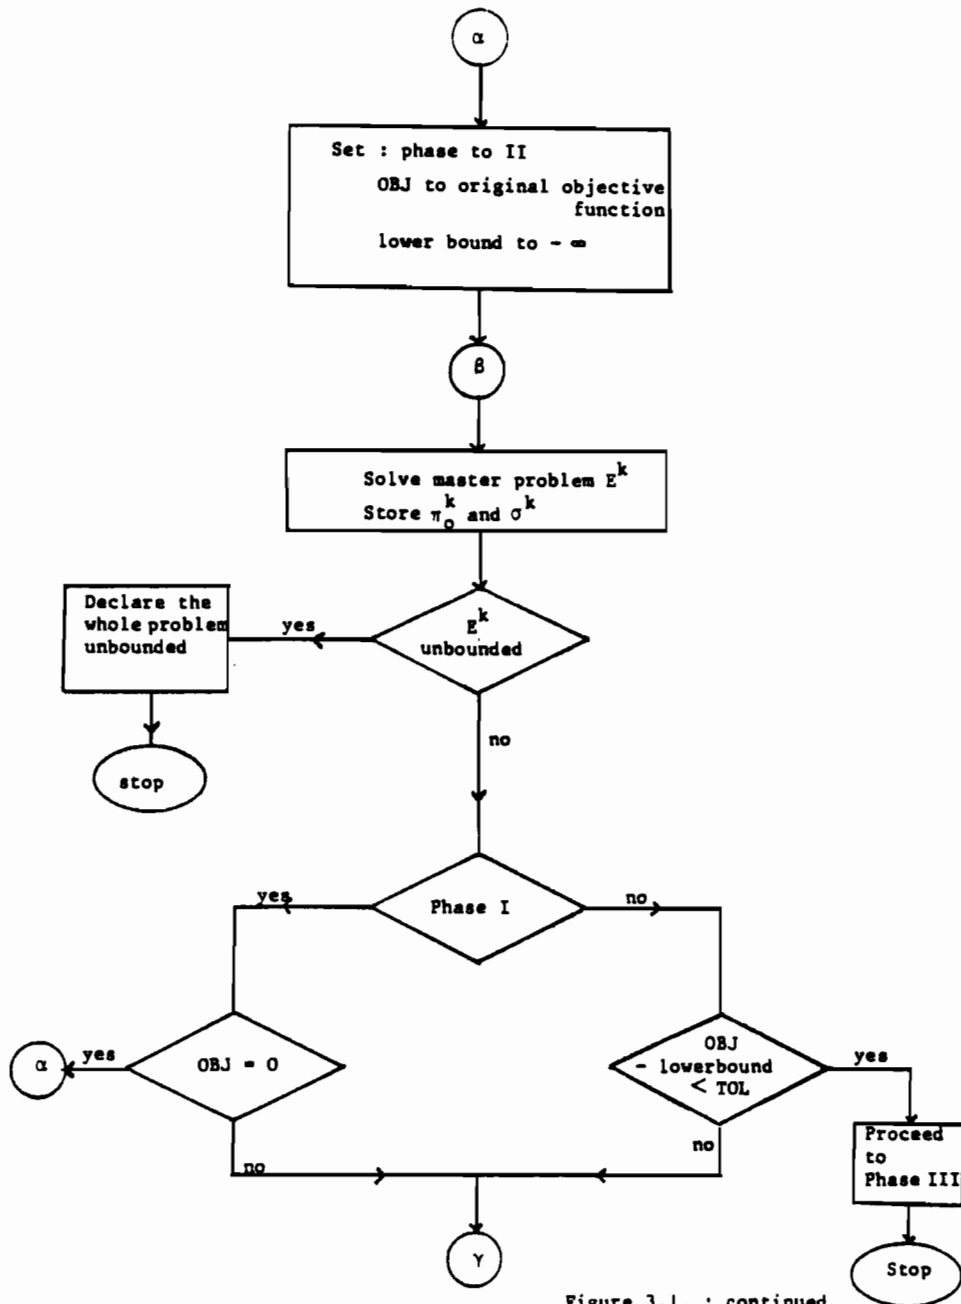 α
Set : phase to II
OBJ to original objective
function
lower bound to - ∞
β
Solve master problem E^k
Store π_o^k and σ^k
Declare the
whole problem
unbounded
yes
E^k
unbounded
stop
no
yes
Phase I
no
α
yes
OBJ = 0
OBJ
- lowerbound
< TOL
yes
no
no
Proceed
to
Phase III
γ
Stop
Figure 3.1 : continued